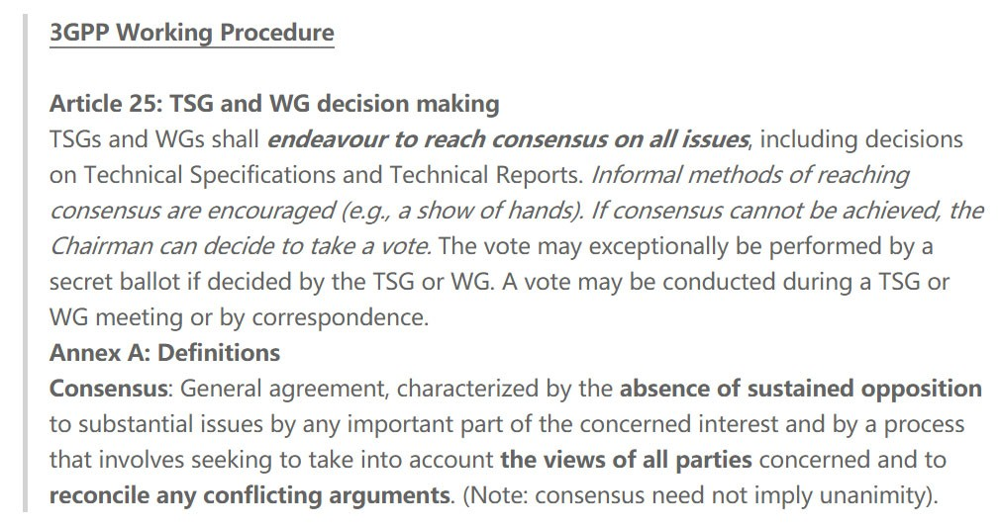 3GPP Working Procedure
Article 25: TSG and WG decision making
TSGs and WGs shall endeavour to reach consensus on all issues, including decisions
on Technical Specifications and Technical Reports. Informal methods of reaching
consensus are encouraged (e.g., a show of hands). If consensus cannot be achieved, the
Chairman can decide to take a vote. The vote may exceptionally be performed by a
secret ballot if decided by the TSG or WG. A vote may be conducted during a TSG or
WG meeting or by correspondence.
Annex A: Definitions
Consensus: General agreement, characterized by the absence of sustained opposition
to substantial issues by any important part of the concerned interest and by a process
that involves seeking to take into account the views of all parties concerned and to
reconcile any conflicting arguments. (Note: consensus need not imply unanimity).